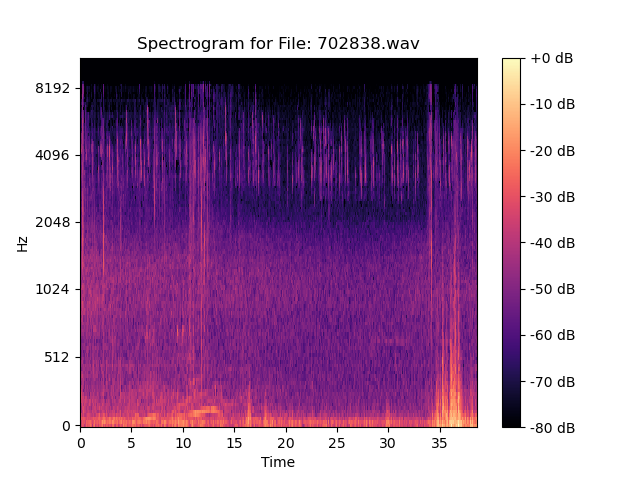 Spectrogram for File: 702838.wav
8192
4096
2048
1024
512
0
Hz
0 5 10 15 20 25 30 35
Time
+0 dB
-10 dB
-20 dB
-30 dB
-40 dB
-50 dB
-60 dB
-70 dB
-80 dB